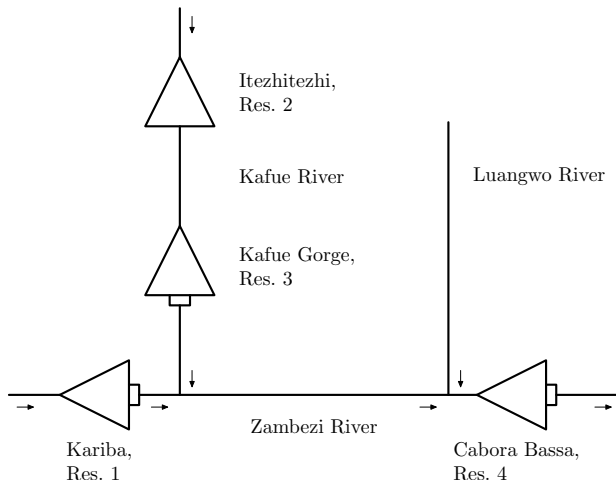 Itezhitezhi,
Res. 2
Kafue River
Luangwo River
Kafue Gorge,
Res. 3
Zambezi River
Kariba,
Res. 1
Cabora Bassa,
Res. 4